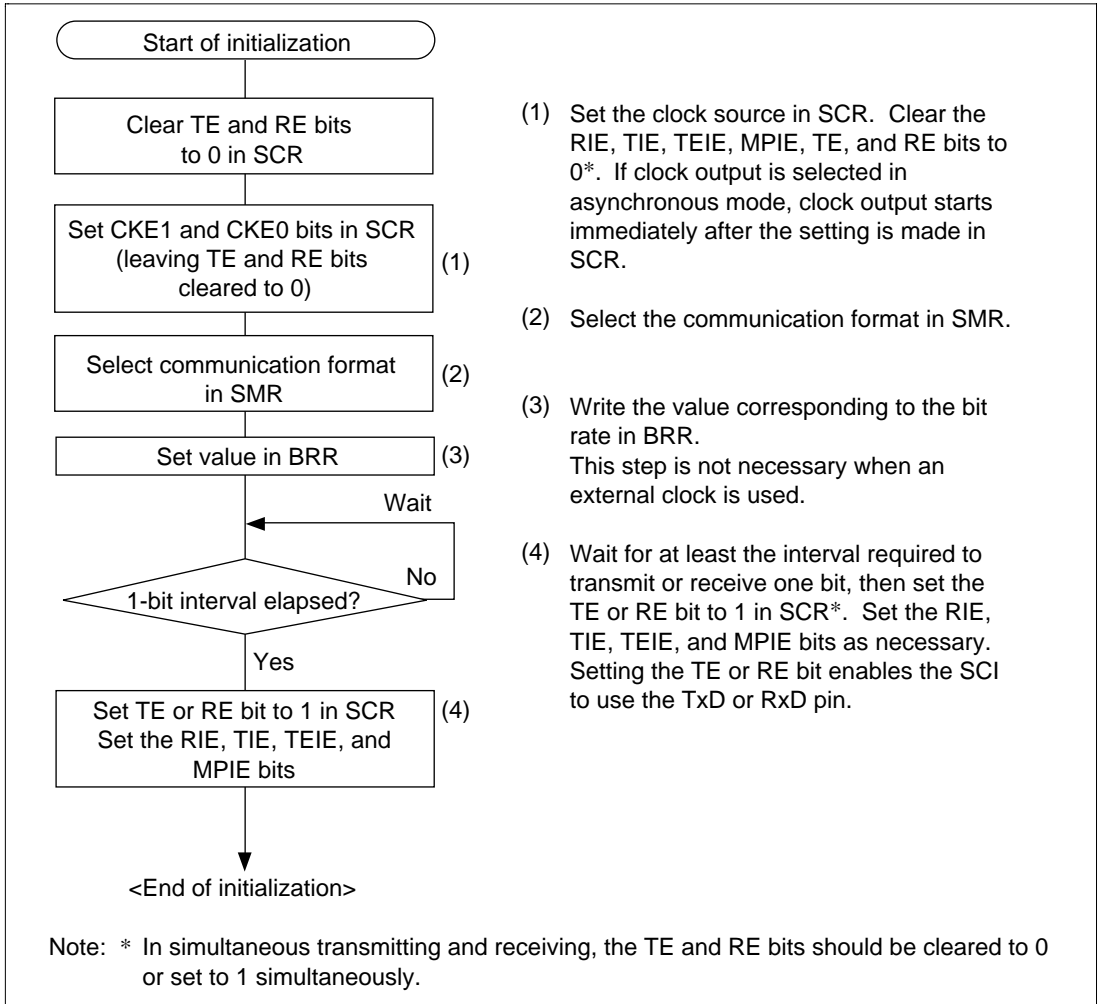 Start of initialization
Clear TE and RE bits
to 0 in SCR
Set CKE1 and CKE0 bits in SCR
(leaving TE and RE bits
cleared to 0)
(1)
Select communication format
in SMR
(2)
Set value in BRR
(3)
Wait
No
1-bit interval elapsed?
Yes
Set TE or RE bit to 1 in SCR
Set the RIE, TIE, TEIE, and
MPIE bits
(4)
<End of initialization>
(1) Set the clock source in SCR. Clear the
RIE, TIE, TEIE, MPIE, TE, and RE bits to
0*. If clock output is selected in
asynchronous mode, clock output starts
immediately after the setting is made in
SCR.
(2) Select the communication format in SMR.
(3) Write the value corresponding to the bit
rate in BRR.
This step is not necessary when an
external clock is used.
(4) Wait for at least the interval required to
transmit or receive one bit, then set the
TE or RE bit to 1 in SCR*. Set the RIE,
TIE, TEIE, and MPIE bits as necessary.
Setting the TE or RE bit enables the SCI
to use the TxD or RxD pin.
Note: * In simultaneous transmitting and receiving, the TE and RE bits should be cleared to 0
or set to 1 simultaneously.